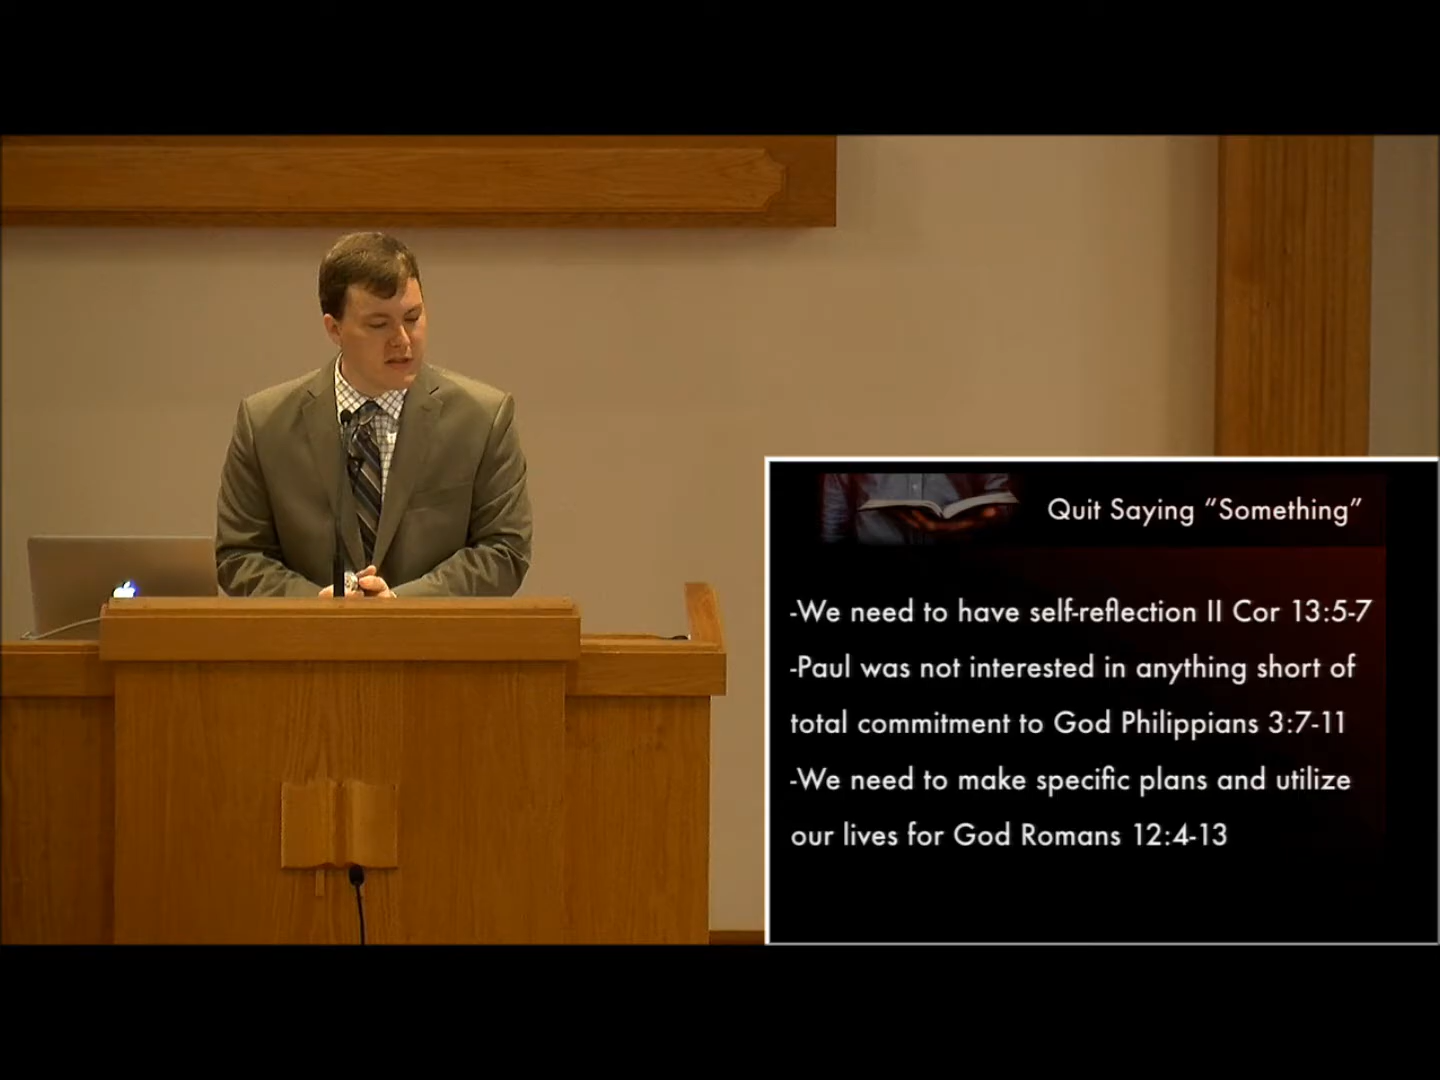 Quit Saying “Something”
-We need to have self-reflection II Cor 13:5-7
-Paul was not interested in anything short of
total commitment to God Philippians 3:7-11
-We need to make specific plans and utilize
our lives for God Romans 12:4-13